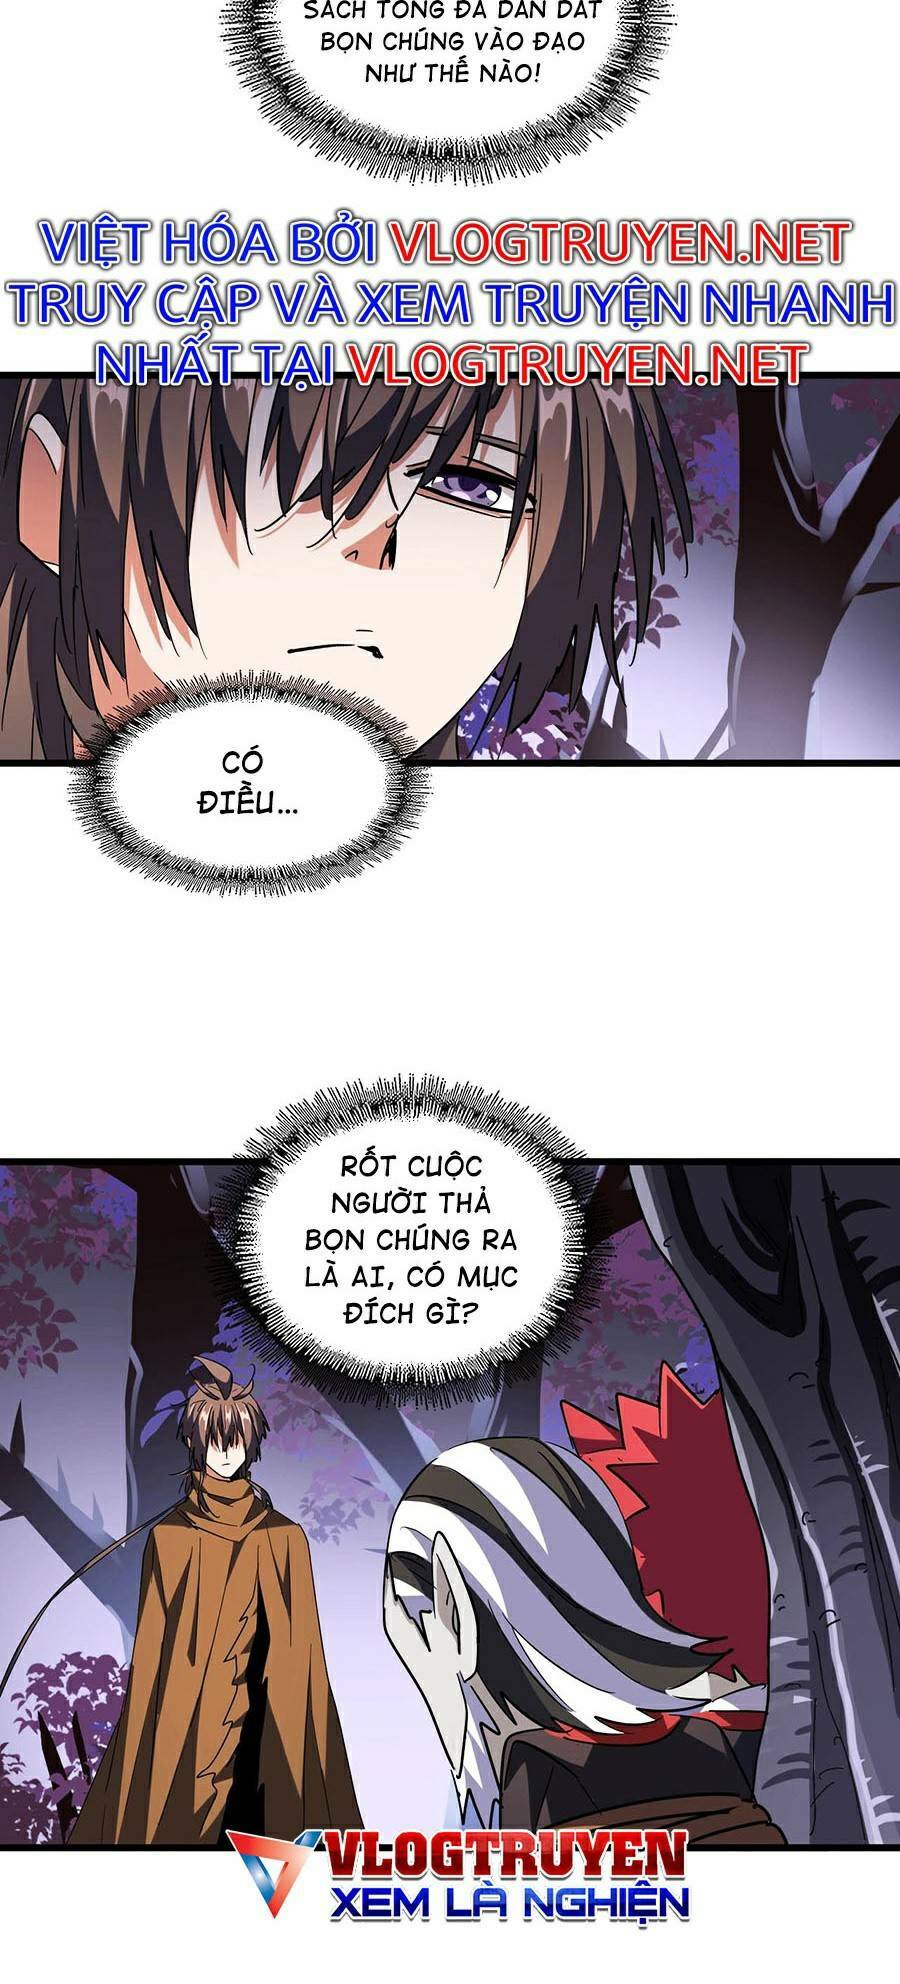 SÁCH TÔNG ĐÃ DẪN DẮT
BỌN CHÚNG VÀO ĐẠO
NHƯ THẾ NÀO!
VIỆT HÓA BỞI VLOGTRUYEN.NET
TRUY CẬP VÀ XEM TRUYỆN NHANH
NHẤT TẠI VLOGTRUYEN.NET
CÓ
ĐIỀU...
RỐT CUỘC
NGƯỜI THẢ
BỌN CHÚNG RA
LÀ AI, CÓ MỤC
ĐÍCH GÌ?
VLOGTRUYEN
XEM LÀ NGHIỆN